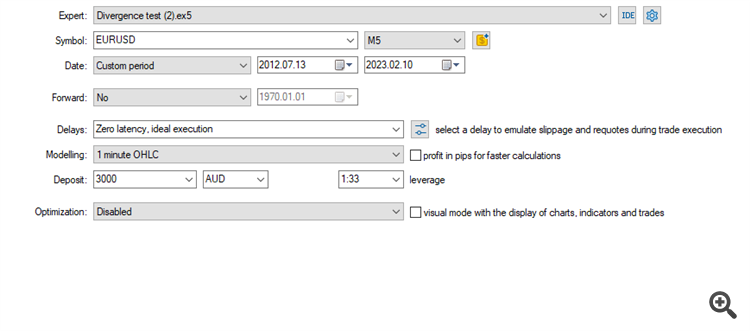 Expert: Divergence test (2).ex5 IDE
Symbol: EURUSD M5
Date: Custom period 2012.07.13 2023.02.10
Forward: No 1970.01.01
Delays: Zero latency, ideal execution select a delay to emulate slippage and requotes during trade execution
Modelling: 1 minute OHLC profit in pips for faster calculations
Deposit: 3000 AUD 1:33 leverage
Optimization: Disabled visual mode with the display of charts, indicators and trades